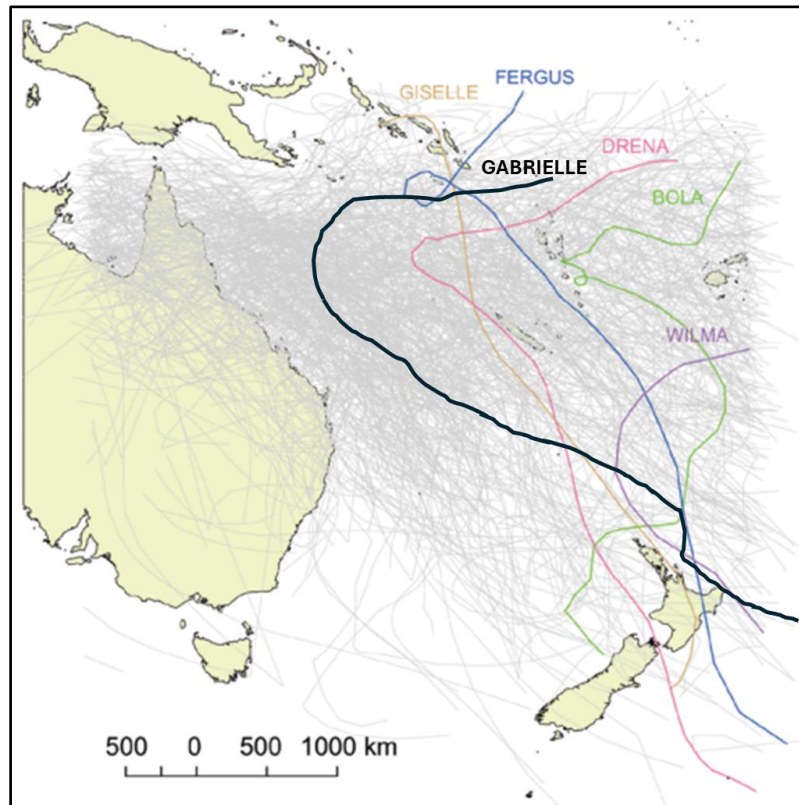 FERGUS
GISELLE
DRENA
GABRIELLE
BOLA
WILMA
500 0 500 1000 km